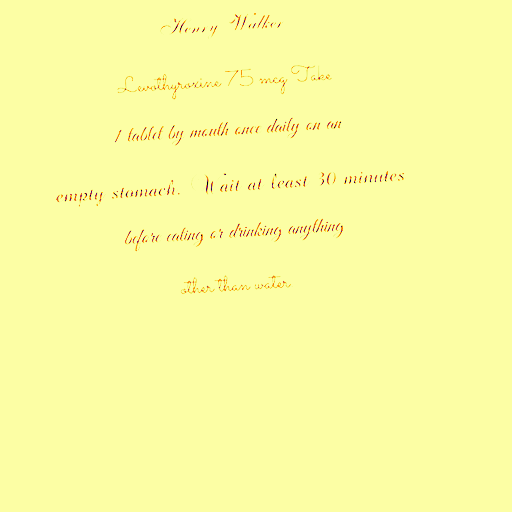 Henry Walker
Levothyroxine 75 mcg Take
1 tablet by mouth once daily on an
empty stomach. Wait at least 30 minutes
before eating or drinking anything
other than water